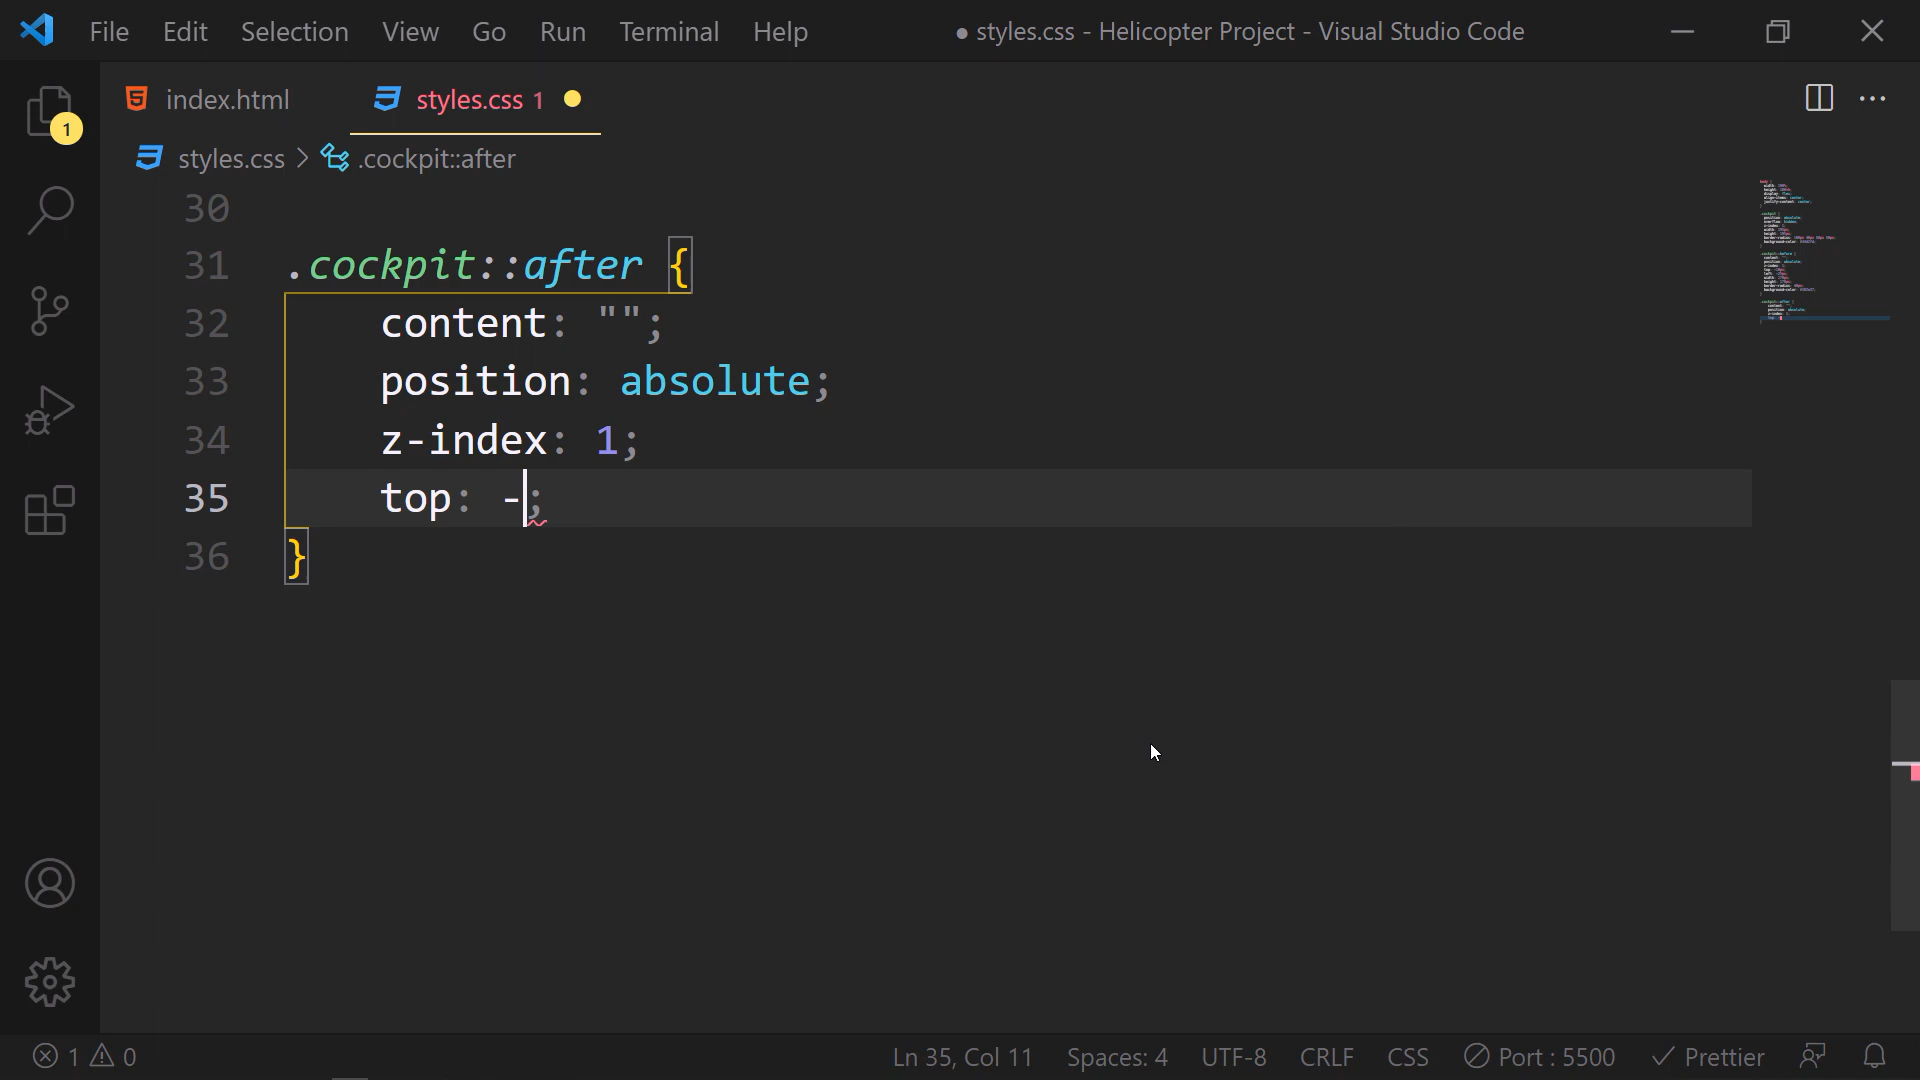 File Edit Selection View Go Run Terminal Help
● styles.css - Helicopter Project - Visual Studio Code
index.html
styles.css 1
1
styles.css > .cockpit::after
30
31 .cockpit::after {
32 content: "";
33 position: absolute;
34 z-index: 1;
35 top: -;
36 }
1 0
Ln 35, Col 11 Spaces: 4 UTF-8 CRLF CSS Port : 5500 Prettier